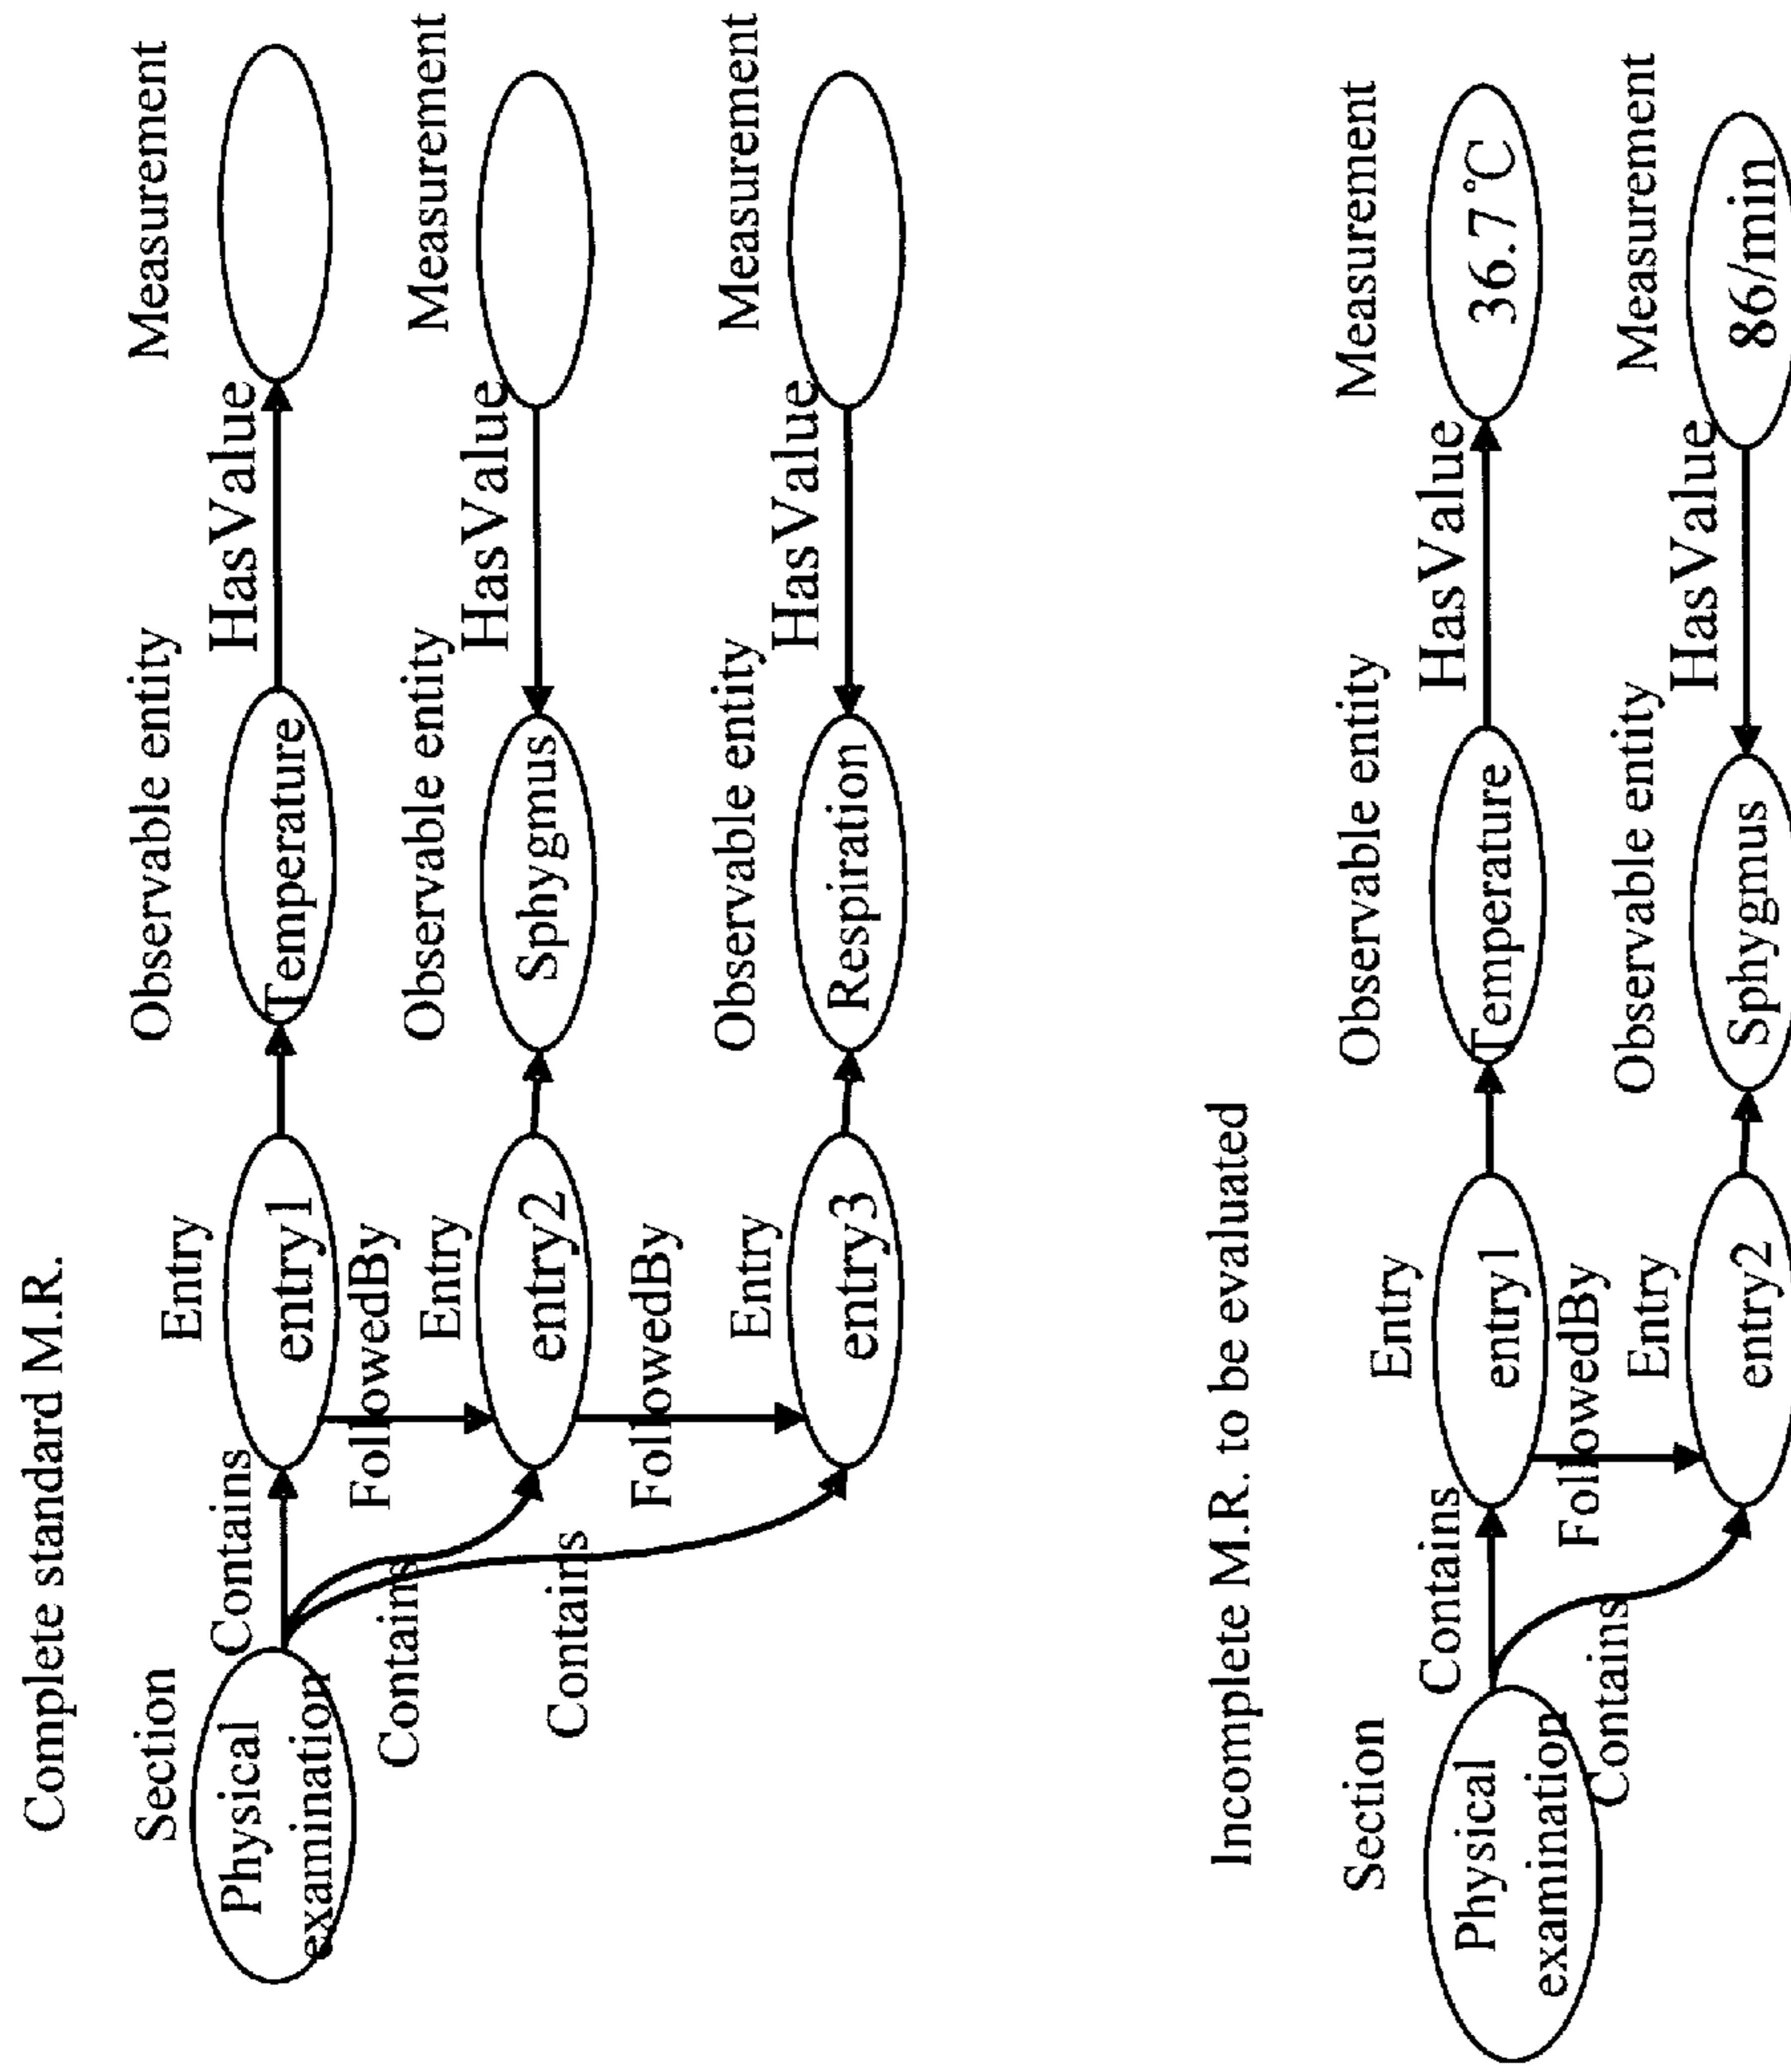 Complete standard M.R.
Section
Entry
Observable entity
Measurement
Physical
examination
Contains
entry1
Temperature
HasValue
FollowedBy
Contains
Entry
Observable entity
Measurement
entry2
Sphygmus
HasValue
FollowedBy
Contains
Entry
Observable entity
Measurement
entry3
Respiration
HasValue
Incomplete M.R. to be evaluated
Section
Entry
Observable entity
Measurement
Physical
examination
Contains
entry1
Temperature
HasValue
36.7℃
FollowedBy
Contains
Entry
Observable entity
Measurement
entry2
Sphygmus
HasValue
86/min